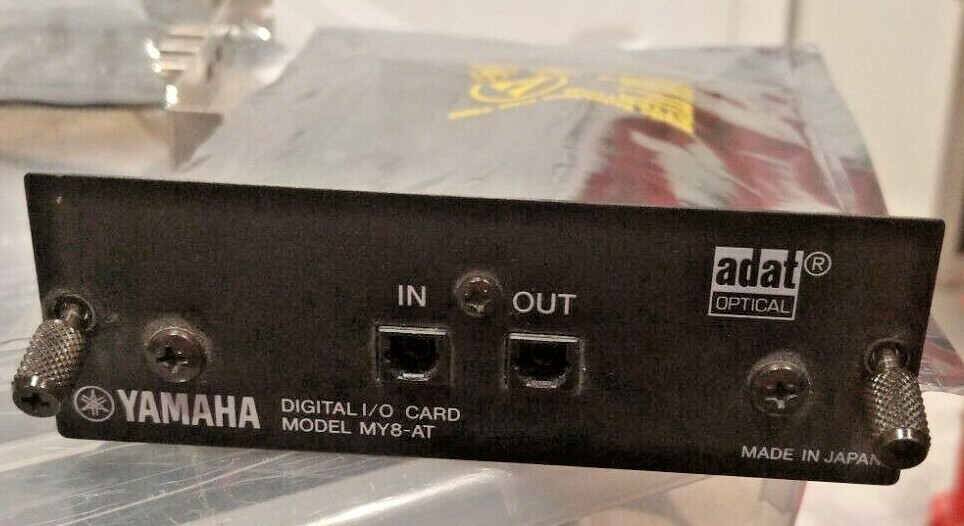 IN
OUT
adat®
OPTICAL
YAMAHA
DIGITAL I/O CARD
MODEL MY8-AT
MADE IN JAPAN